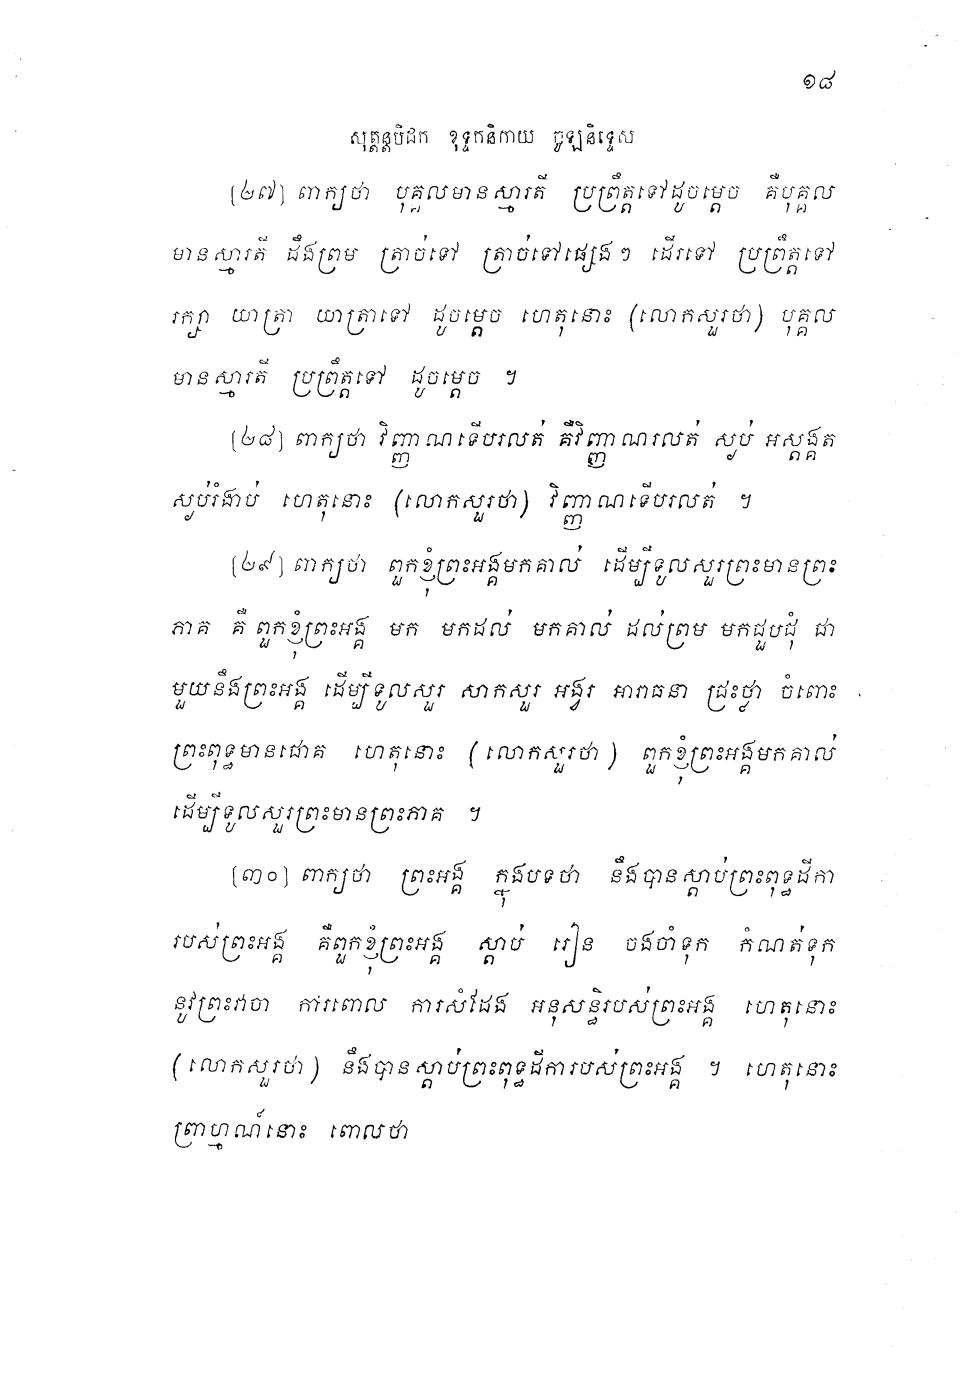 ១៨
សុត្តន្តបិដក ខុទ្ទកនិកាយ ចូឡនិទ្ទេស
[២៧] ពាក្យថា បុគ្គលមានស្មារតី ប្រព្រឹត្តទៅដូចម្តេច គឺបុគ្គល
មានស្មារតី ដឹងព្រម ត្រាច់ទៅ ត្រាច់ទៅផ្សេងៗ ដើរទៅ ប្រព្រឹត្តទៅ
រក្សា យាត្រា យាត្រាទៅ ដូចម្តេច ហេតុនោះ (លោកសួរថា) បុគ្គល
មានស្មារតី ប្រព្រឹត្តទៅ ដូចម្តេច ។
[២៨] ពាក្យថា វិញ្ញាណទើបរលត់ គឺវិញ្ញាណរលត់ ស្ងប់ អស្តង្គត
ស្ងប់រំងាប់ ហេតុនោះ (លោកសួរថា) វិញ្ញាណទើបរលត់ ។
[២៩] ពាក្យថា ពួកខ្ញុំព្រះអង្គមកគាល់ ដើម្បីទូលសួរព្រះមានព្រះ
ភាគ គឺ ពួកខ្ញុំព្រះអង្គ មក មកដល់ មកគាល់ ដល់ព្រម មកជួបជុំ ជា
មួយនឹងព្រះអង្គ ដើម្បីទូលសួរ សាកសួរ អង្វរ អារាធនា ជ្រះថ្លា ចំពោះ
ព្រះពុទ្ធមានជោគ ហេតុនោះ (លោកសួរថា) ពួកខ្ញុំព្រះអង្គមកគាល់
ដើម្បីទូលសួរព្រះមានព្រះភាគ ។
[៣០] ពាក្យថា ព្រះអង្គ ក្នុងបទថា នឹងបានស្តាប់ព្រះពុទ្ធដីកា
របស់ព្រះអង្គ គឺពួកខ្ញុំព្រះអង្គ ស្តាប់ រៀន ចងចាំទុក កំណត់ទុក
នូវព្រះវាចា ការពោល ការសំដែង អនុសន្ធិរបស់ព្រះអង្គ ហេតុនោះ
(លោកសួរថា) នឹងបានស្តាប់ព្រះពុទ្ធដីការបស់ព្រះអង្គ ។ ហេតុនោះ
ព្រាហ្មណ៍នោះ ពោលថា